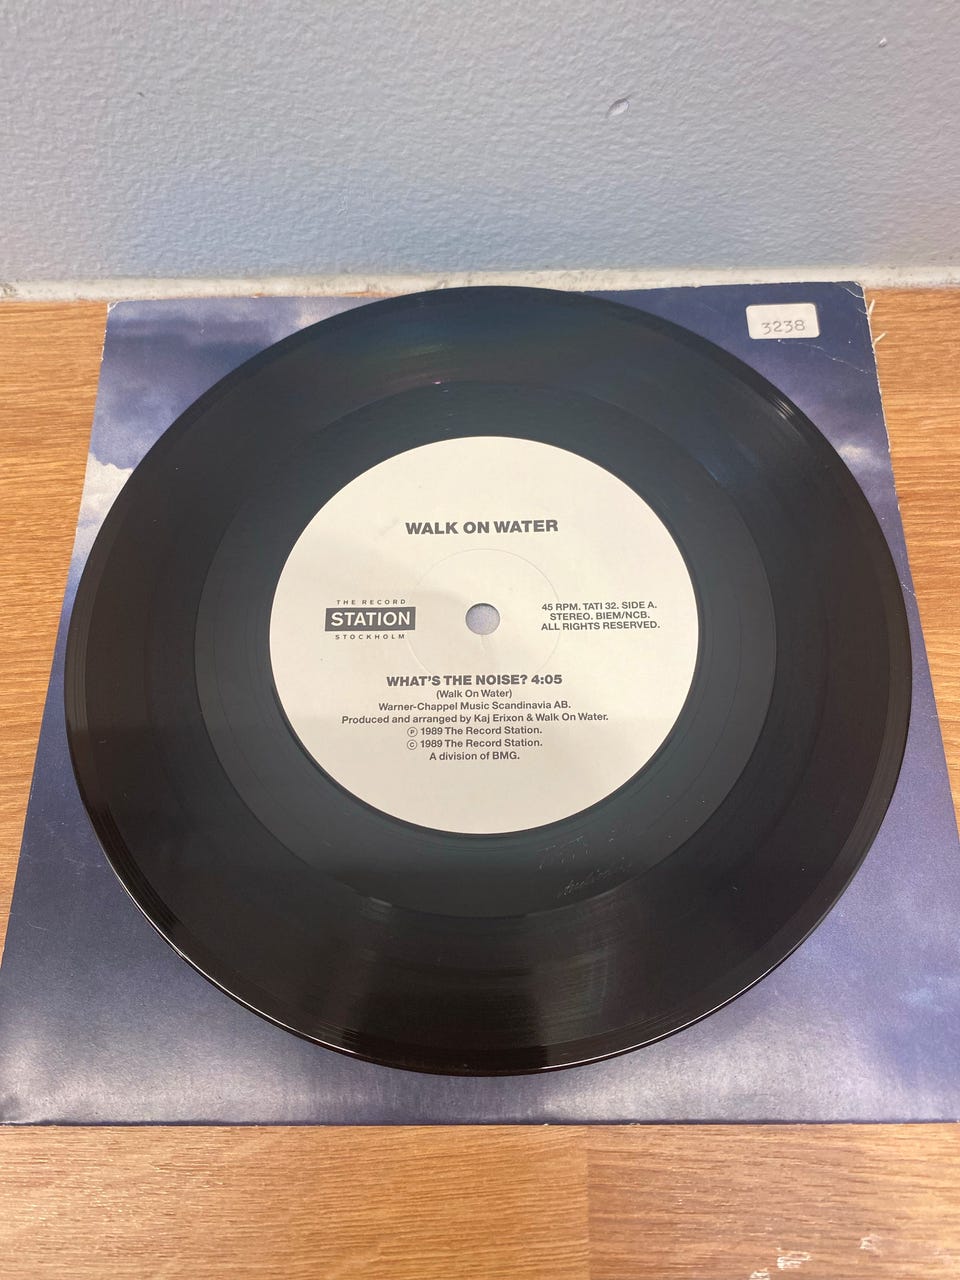 3238
WALK ON WATER
THE RECORD
STATION
STOCKHOLM
45 RPM. TATI 32. SIDE A.
STEREO. BIEM/NCB.
ALL RIGHTS RESERVED.
WHAT'S THE NOISE? 4:05
(Walk On Water)
Warner-Chappel Music Scandinavia AB.
Produced and arranged by Kaj Erixon & Walk On Water.
Ⓟ 1989 The Record Station.
© 1989 The Record Station.
A division of BMG.